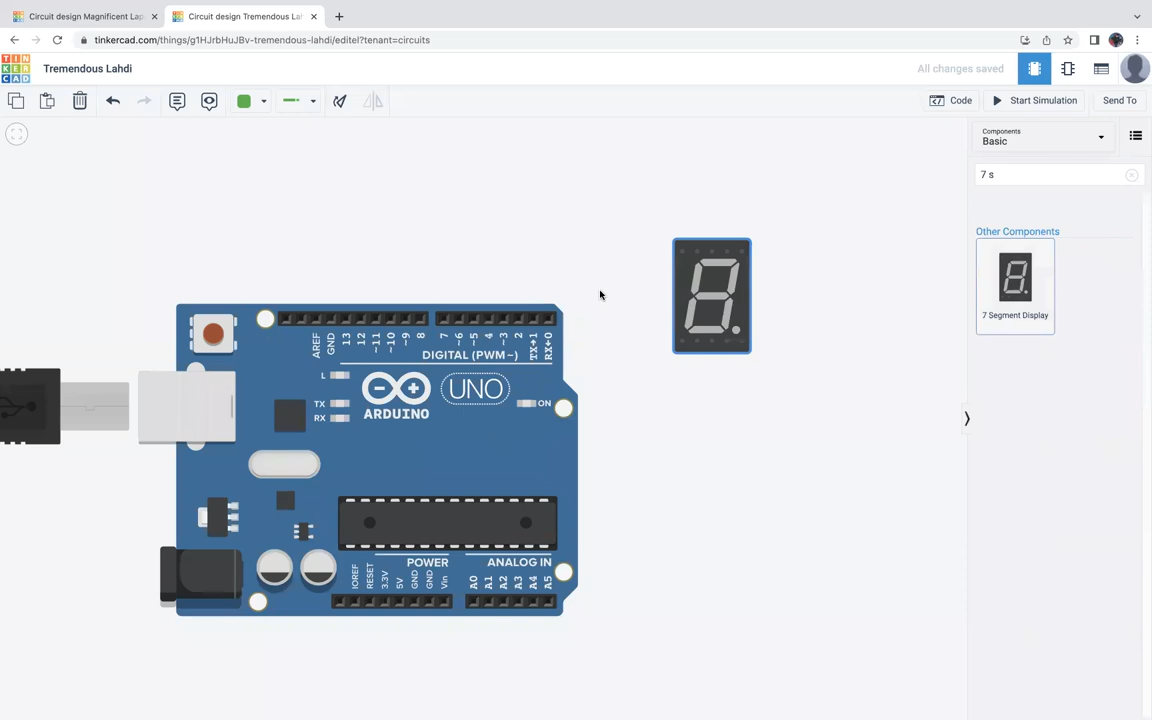 Circuit design Magnificent Lap
Circuit design Tremendous Lah
tinkercad.com/things/g1HJrbHuJBv-tremendous-lahdi/editel?tenant=circuits
TIN
KER
CAD
Tremendous Lahdi
All changes saved
Code
Start Simulation
Send To
Components
Basic
7 s
Other Components
7 Segment Display
AREF
GND
13
12
~11
~10
~9
8
7
~6
~5
4
~3
2
TX→1
RX←0
DIGITAL (PWM~)
L
TX
RX
ARDUINO
UNO
ON
POWER
ANALOG IN
IOREF
RESET
3.3V
5V
GND
GND
Vin
A0
A1
A2
A3
A4
A5